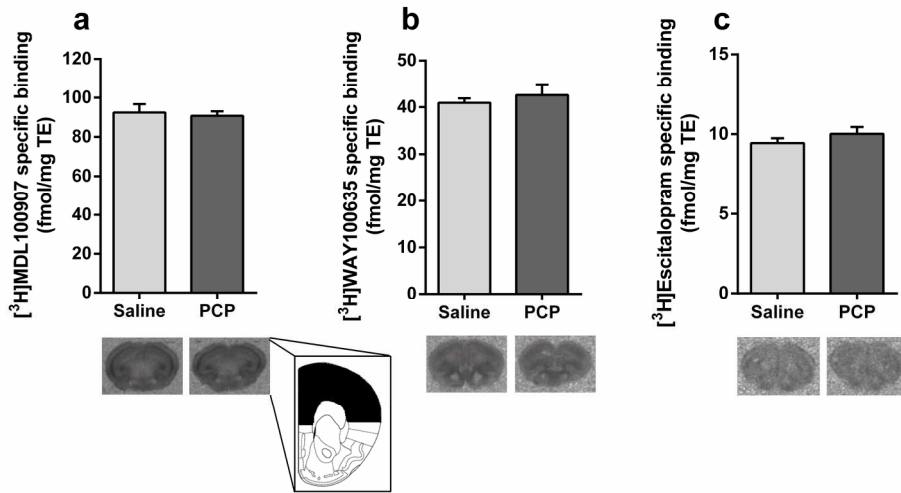 a
[³H]MDL100907 specific binding
(fmol/mg TE)
120
100
80
60
40
20
0
Saline
PCP
b
[³H]WAY100635 specific binding
(fmol/mg TE)
50
40
30
20
10
0
Saline
PCP
c
[³H]Escitalopram specific binding
(fmol/mg TE)
15
10
5
0
Saline
PCP